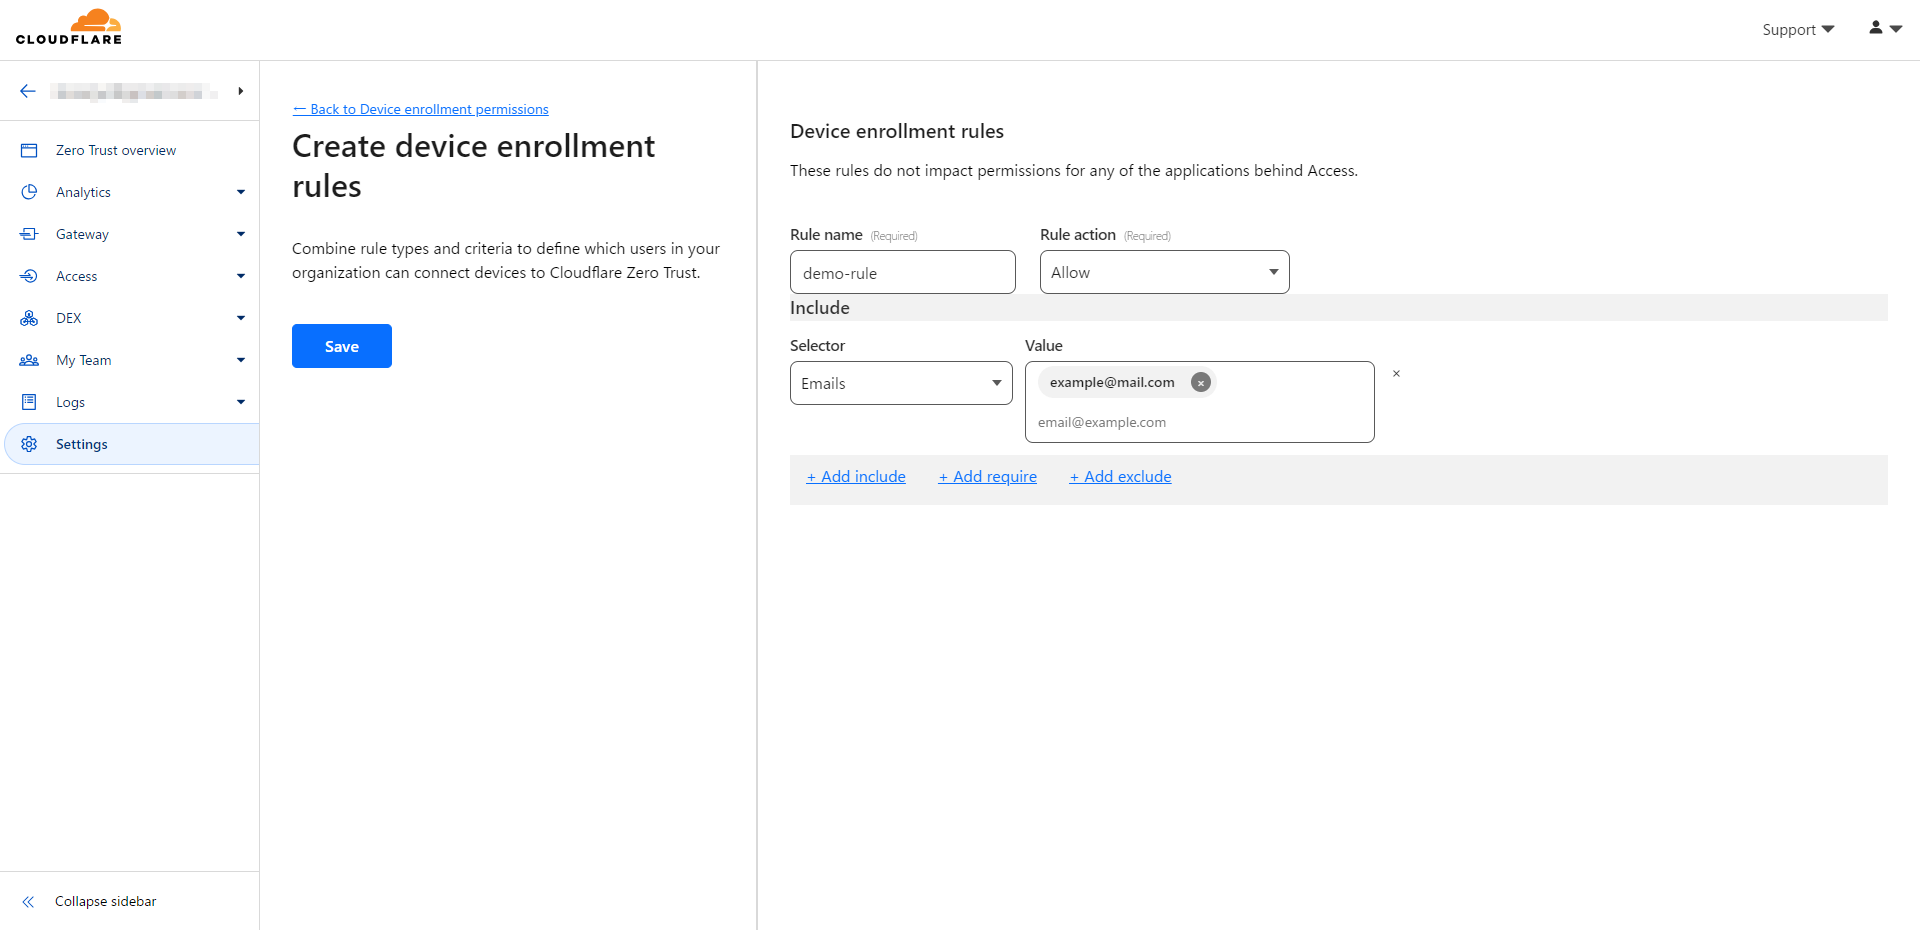 CLOUDFLARE
Support
Zero Trust overview
Analytics
Gateway
Access
DEX
My Team
Logs
Settings
Collapse sidebar
← Back to Device enrollment permissions
Create device enrollment
rules
Combine rule types and criteria to define which users in your
organization can connect devices to Cloudflare Zero Trust.
Save
Device enrollment rules
These rules do not impact permissions for any of the applications behind Access.
Rule name (Required) Rule action (Required)
demo-rule Allow
Include
Selector Value
Emails example@mail.com ×
email@example.com
+ Add include + Add require + Add exclude